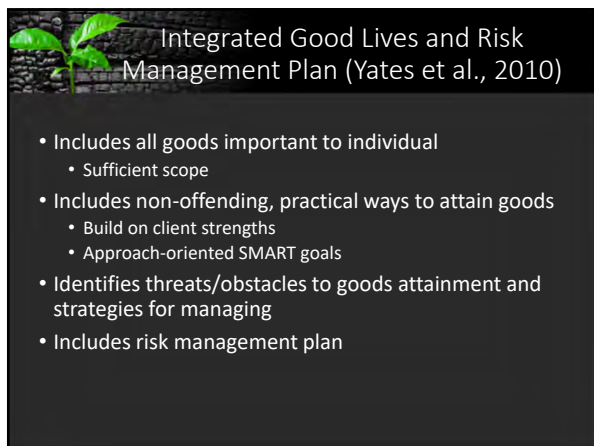 Integrated Good Lives and Risk
Management Plan (Yates et al., 2010)
• Includes all goods important to individual
• Sufficient scope
• Includes non-offending, practical ways to attain goods
• Build on client strengths
• Approach-oriented SMART goals
• Identifies threats/obstacles to goods attainment and
strategies for managing
• Includes risk management plan